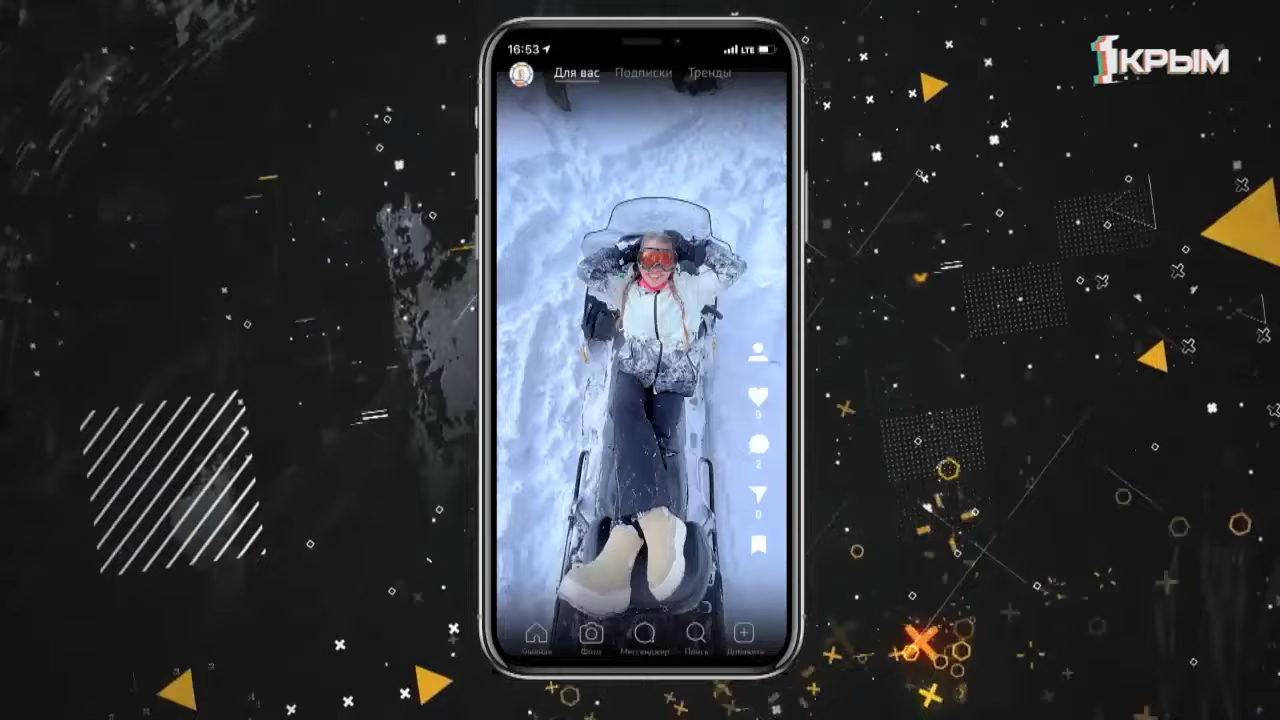 1КРЫМ
16:53
LTE
Для вас Подписки Тренды
0
2
0
Главная Фото Мессенджер Поиск Добавить